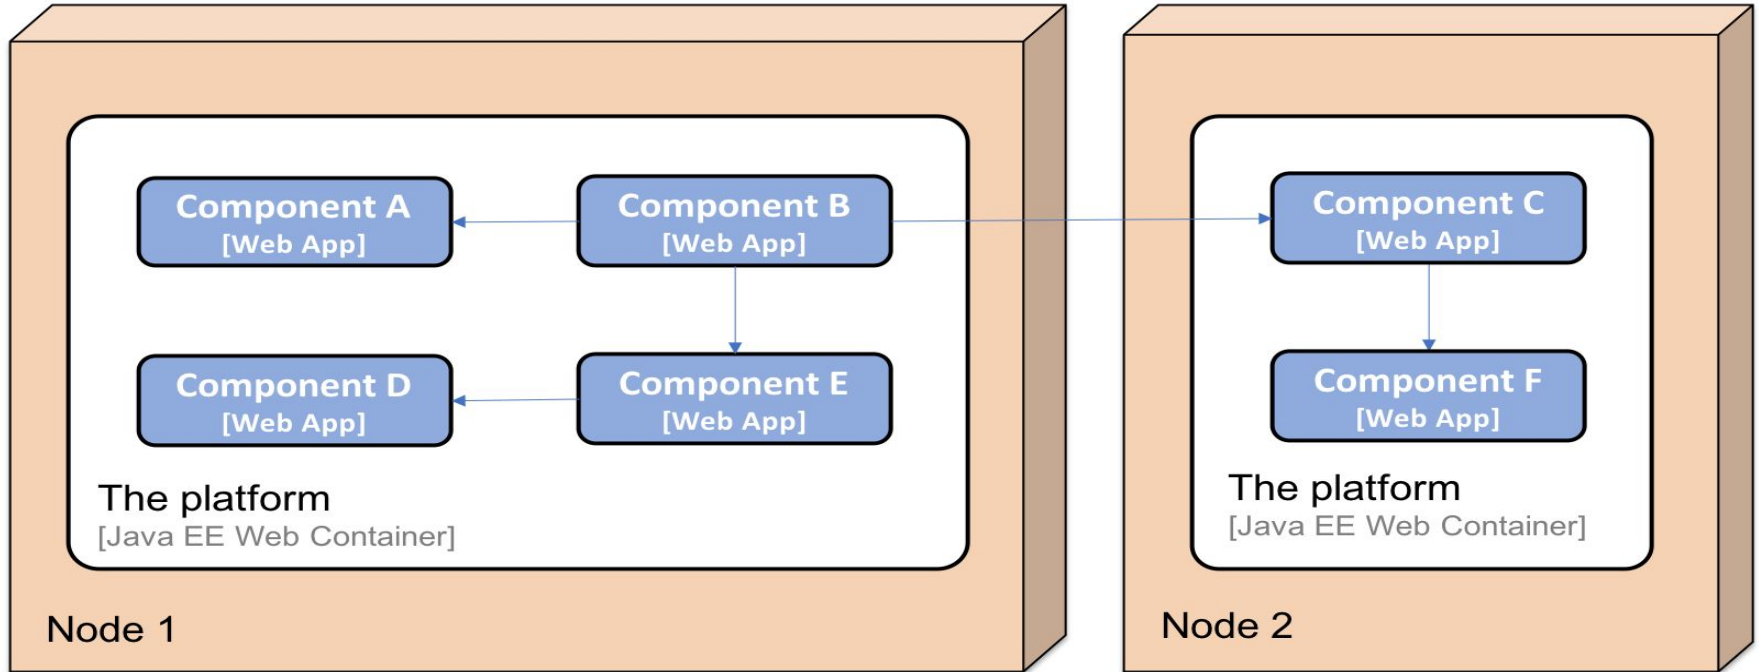 Component A
[Web App]
Component B
[Web App]
Component D
[Web App]
Component E
[Web App]
The platform
[Java EE Web Container]
Node 1
Component C
[Web App]
Component F
[Web App]
The platform
[Java EE Web Container]
Node 2